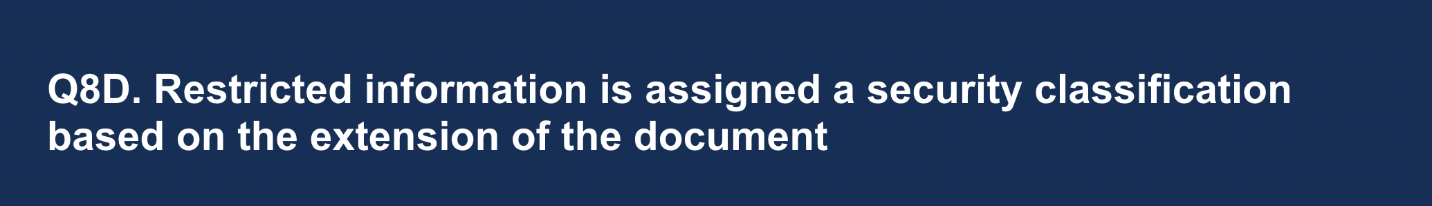 Q8D. Restricted information is assigned a security classification
based on the extension of the document